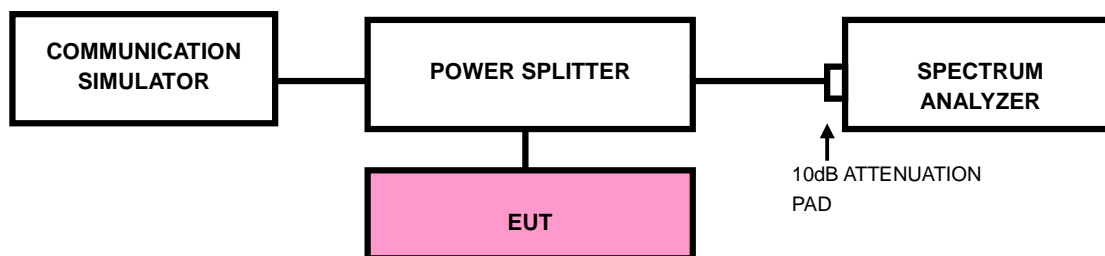 COMMUNICATION
SIMULATOR
POWER SPLITTER
SPECTRUM
ANALYZER
10dB ATTENUATION
PAD
EUT